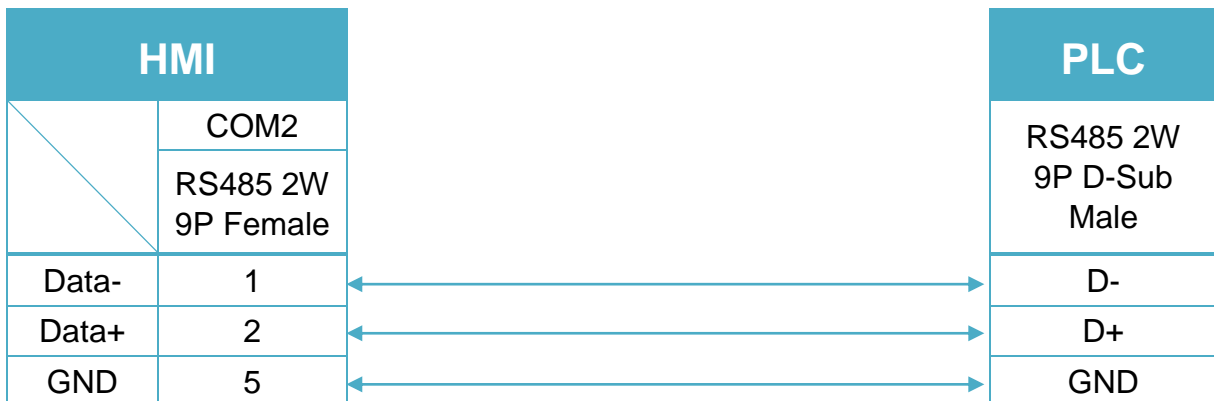 HMI
PLC
COM2
RS485 2W
9P Female
RS485 2W
9P D-Sub
Male
Data- 1 D-
Data+ 2 D+
GND 5 GND